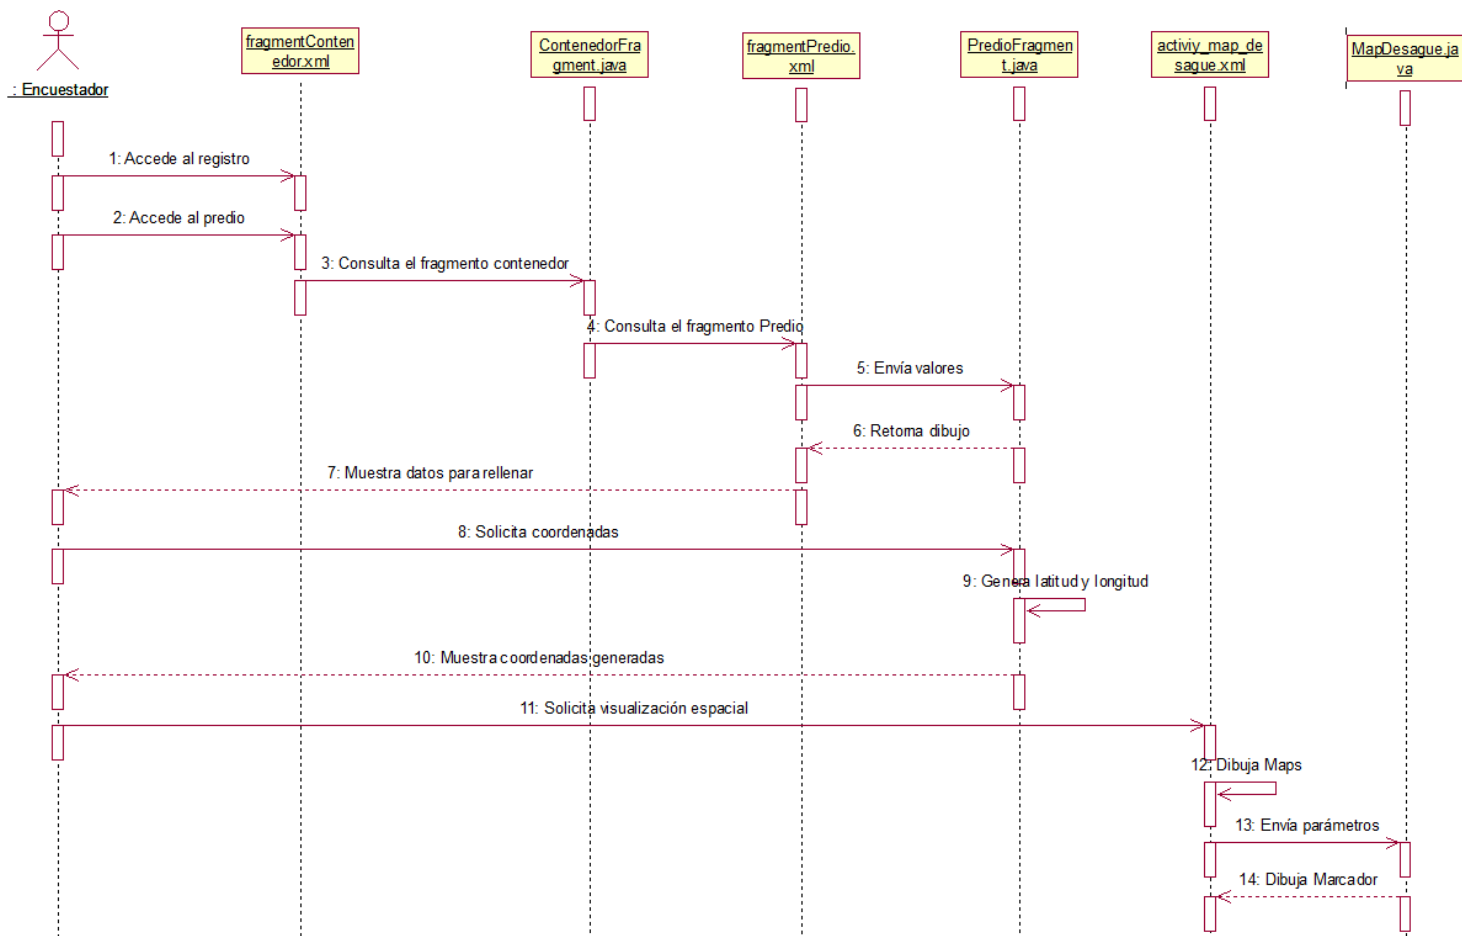 : Encuestador
fragmentConten
edor.xml
ContenedorFra
gment.java
fragmentPredio.
xml
PredioFragmen
t.java
activiy_map_de
sague.xml
MapDesague.ja
va
1: Accede al registro
2: Accede al predio
3: Consulta el fragmento contenedor
4: Consulta el fragmento Predio
5: Envía valores
6: Retorna dibujo
7: Muestra datos para rellenar
8: Solicita coordenadas
9: Genera latitud y longitud
10: Muestra coordenadas generadas
11: Solicita visualización espacial
12: Dibuja Maps
13: Envía parámetros
14: Dibuja Marcador